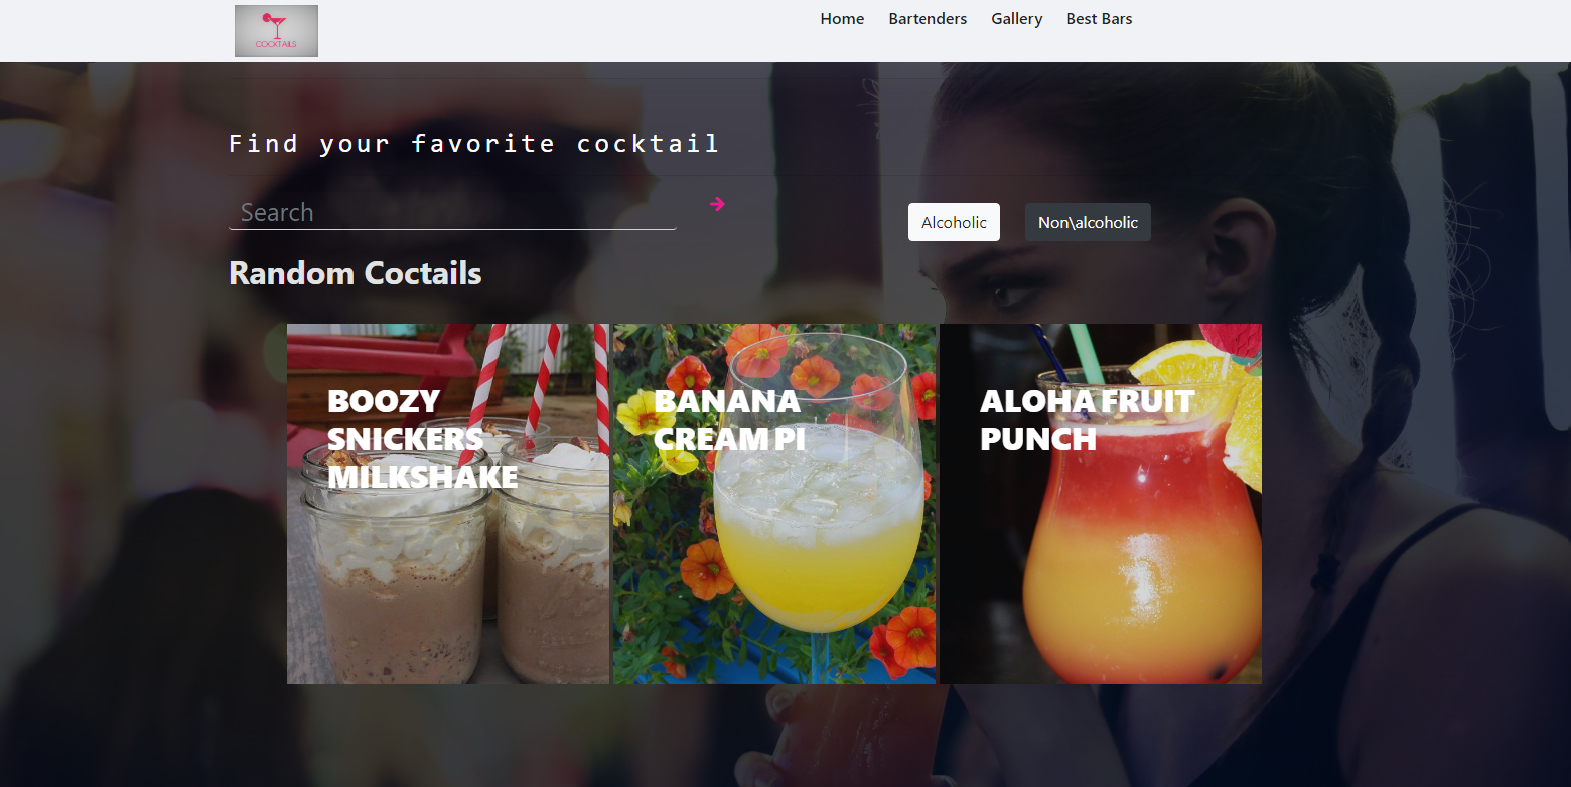 COCKTAILS
Home Bartenders Gallery Best Bars
Find your favorite cocktail
Search
Alcoholic Non\alcoholic
Random Coctails
BOOZY
SNICKERS
MILKSHAKE
BANANA
CREAM PI
ALOHA FRUIT
PUNCH